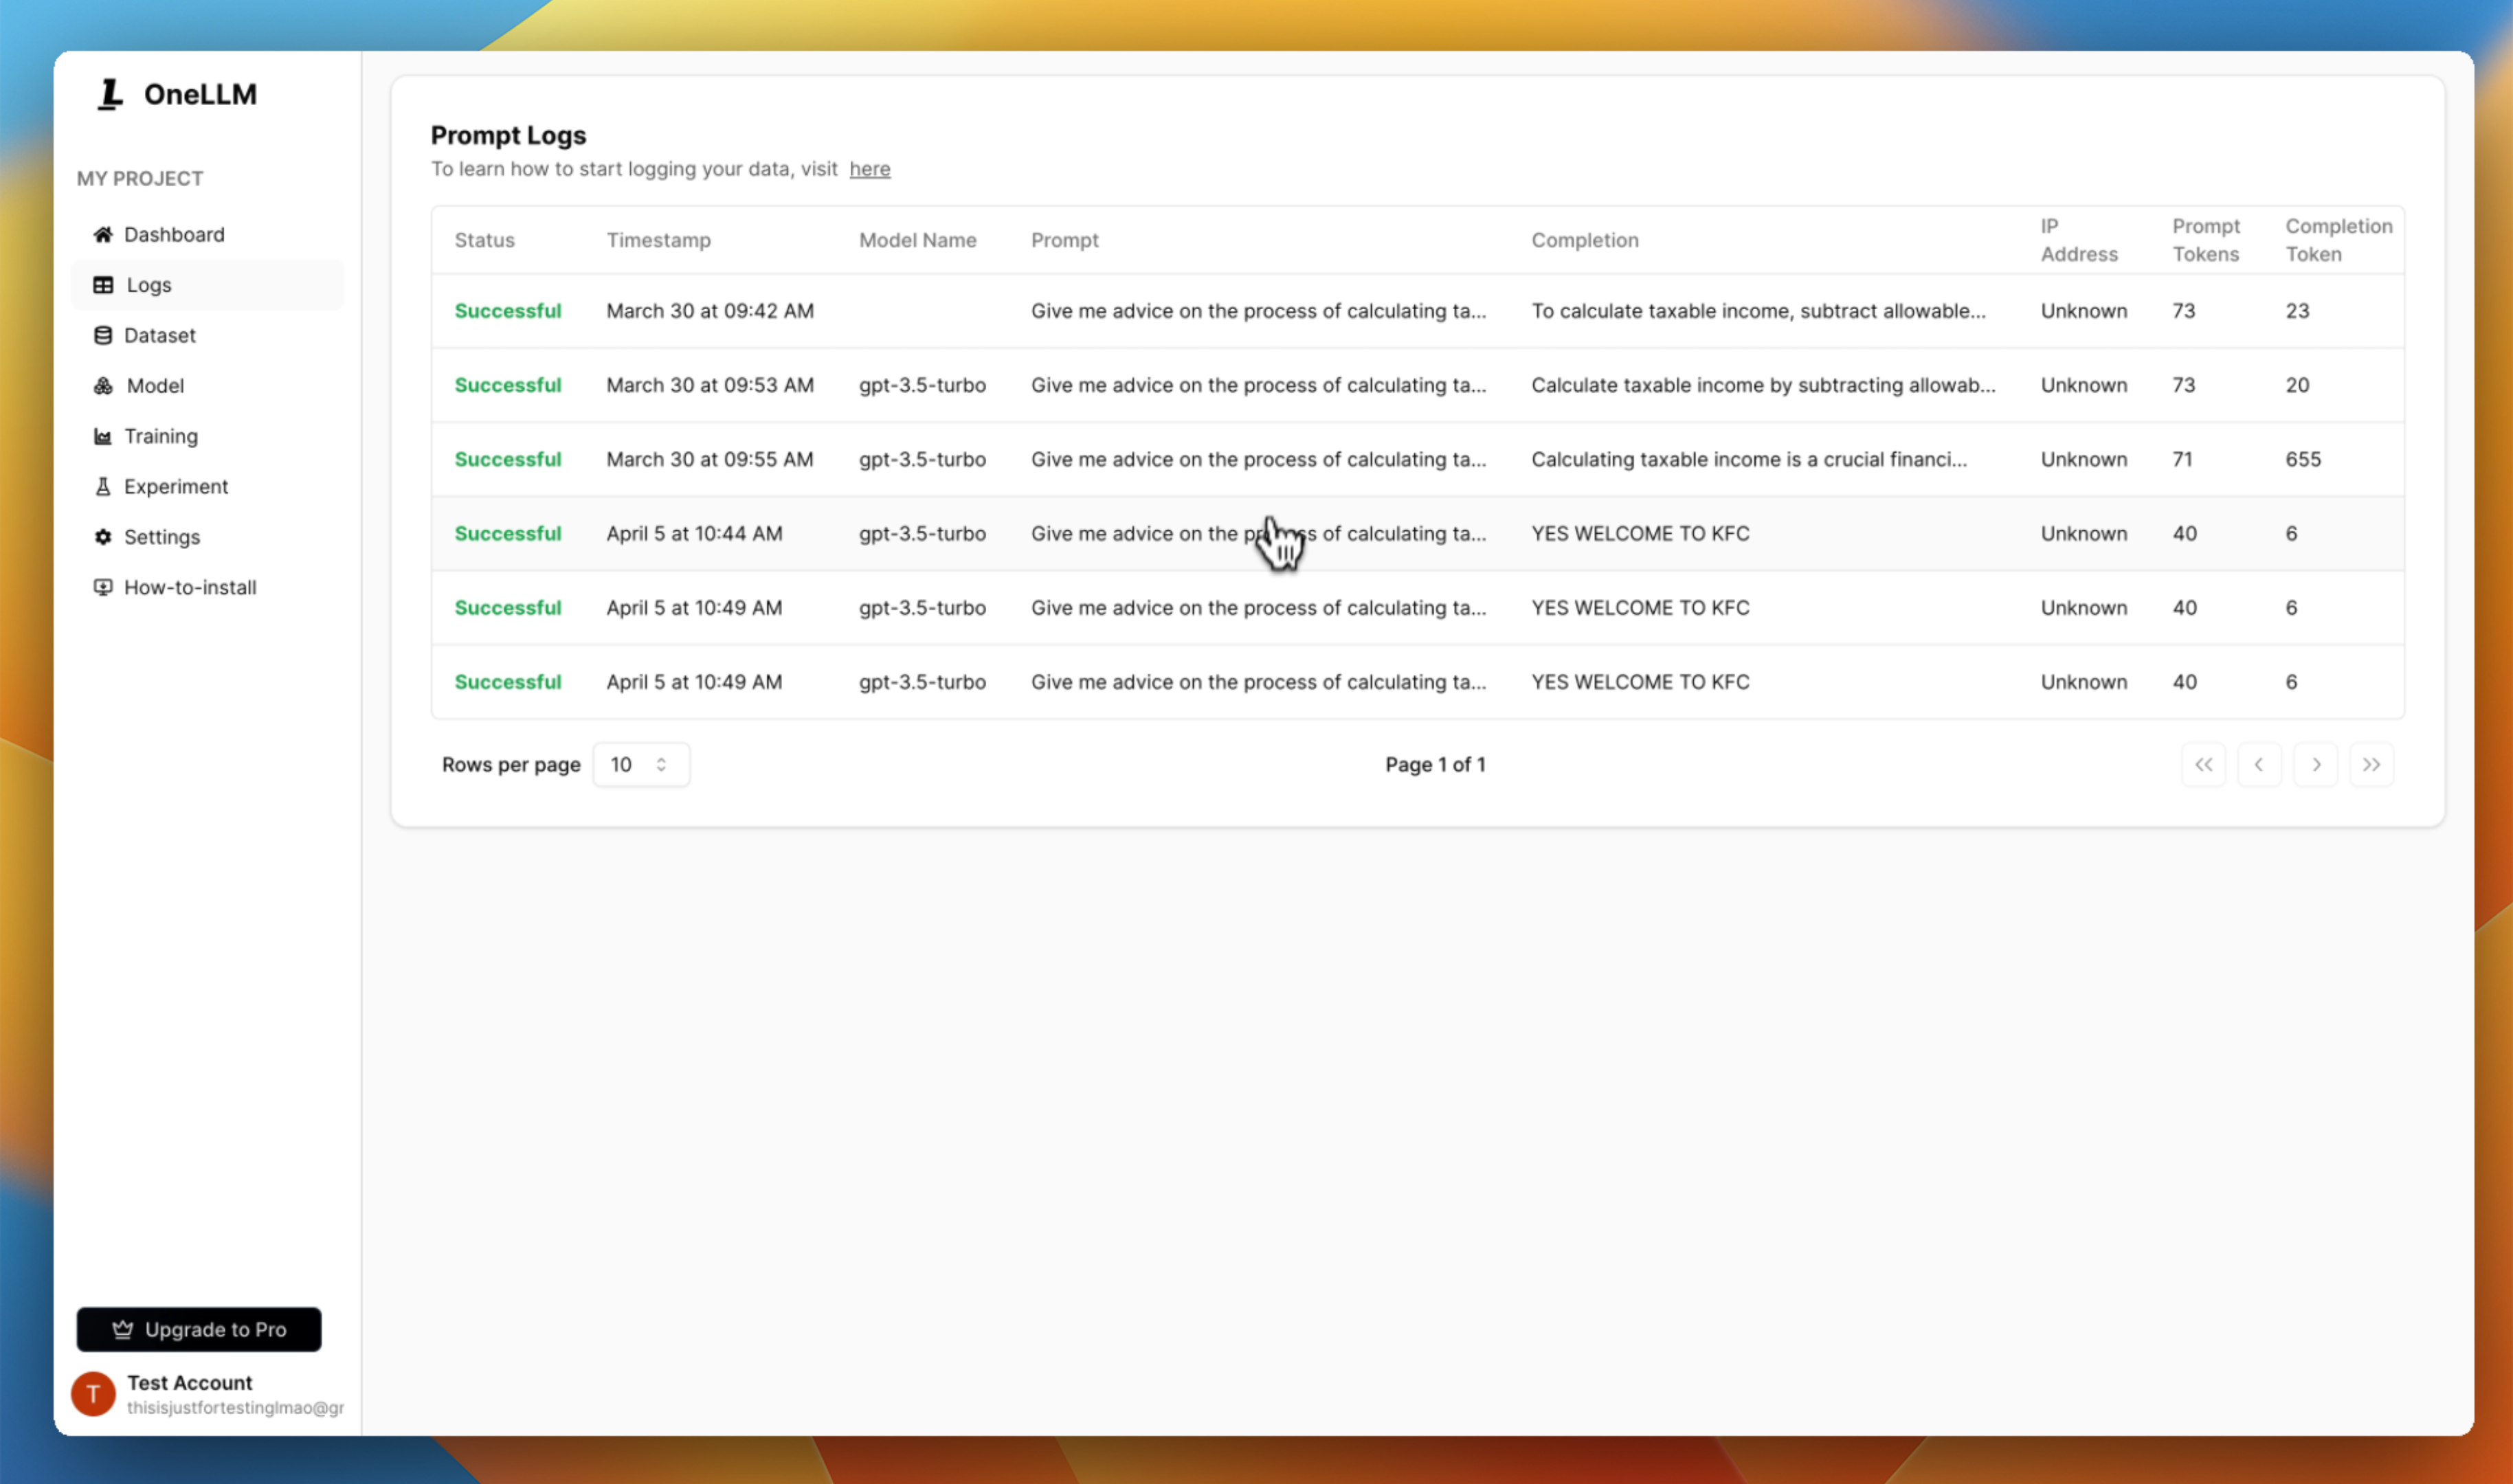 OneLLM
MY PROJECT
Dashboard
Logs
Dataset
Model
Training
Experiment
Settings
How-to-install
Upgrade to Pro
T
Test Account
thisisjustfortestinglmao@gr
Prompt Logs
To learn how to start logging your data, visit here
Status Timestamp Model Name Prompt Completion IP Address Prompt Tokens Completion Token
Successful March 30 at 09:42 AM Give me advice on the process of calculating ta... To calculate taxable income, subtract allowable... Unknown 73 23
Successful March 30 at 09:53 AM gpt-3.5-turbo Give me advice on the process of calculating ta... Calculate taxable income by subtracting allowab... Unknown 73 20
Successful March 30 at 09:55 AM gpt-3.5-turbo Give me advice on the process of calculating ta... Calculating taxable income is a crucial financi... Unknown 71 655
Successful April 5 at 10:44 AM gpt-3.5-turbo Give me advice on the process of calculating ta... YES WELCOME TO KFC Unknown 40 6
Successful April 5 at 10:49 AM gpt-3.5-turbo Give me advice on the process of calculating ta... YES WELCOME TO KFC Unknown 40 6
Successful April 5 at 10:49 AM gpt-3.5-turbo Give me advice on the process of calculating ta... YES WELCOME TO KFC Unknown 40 6
Rows per page 10 Page 1 of 1